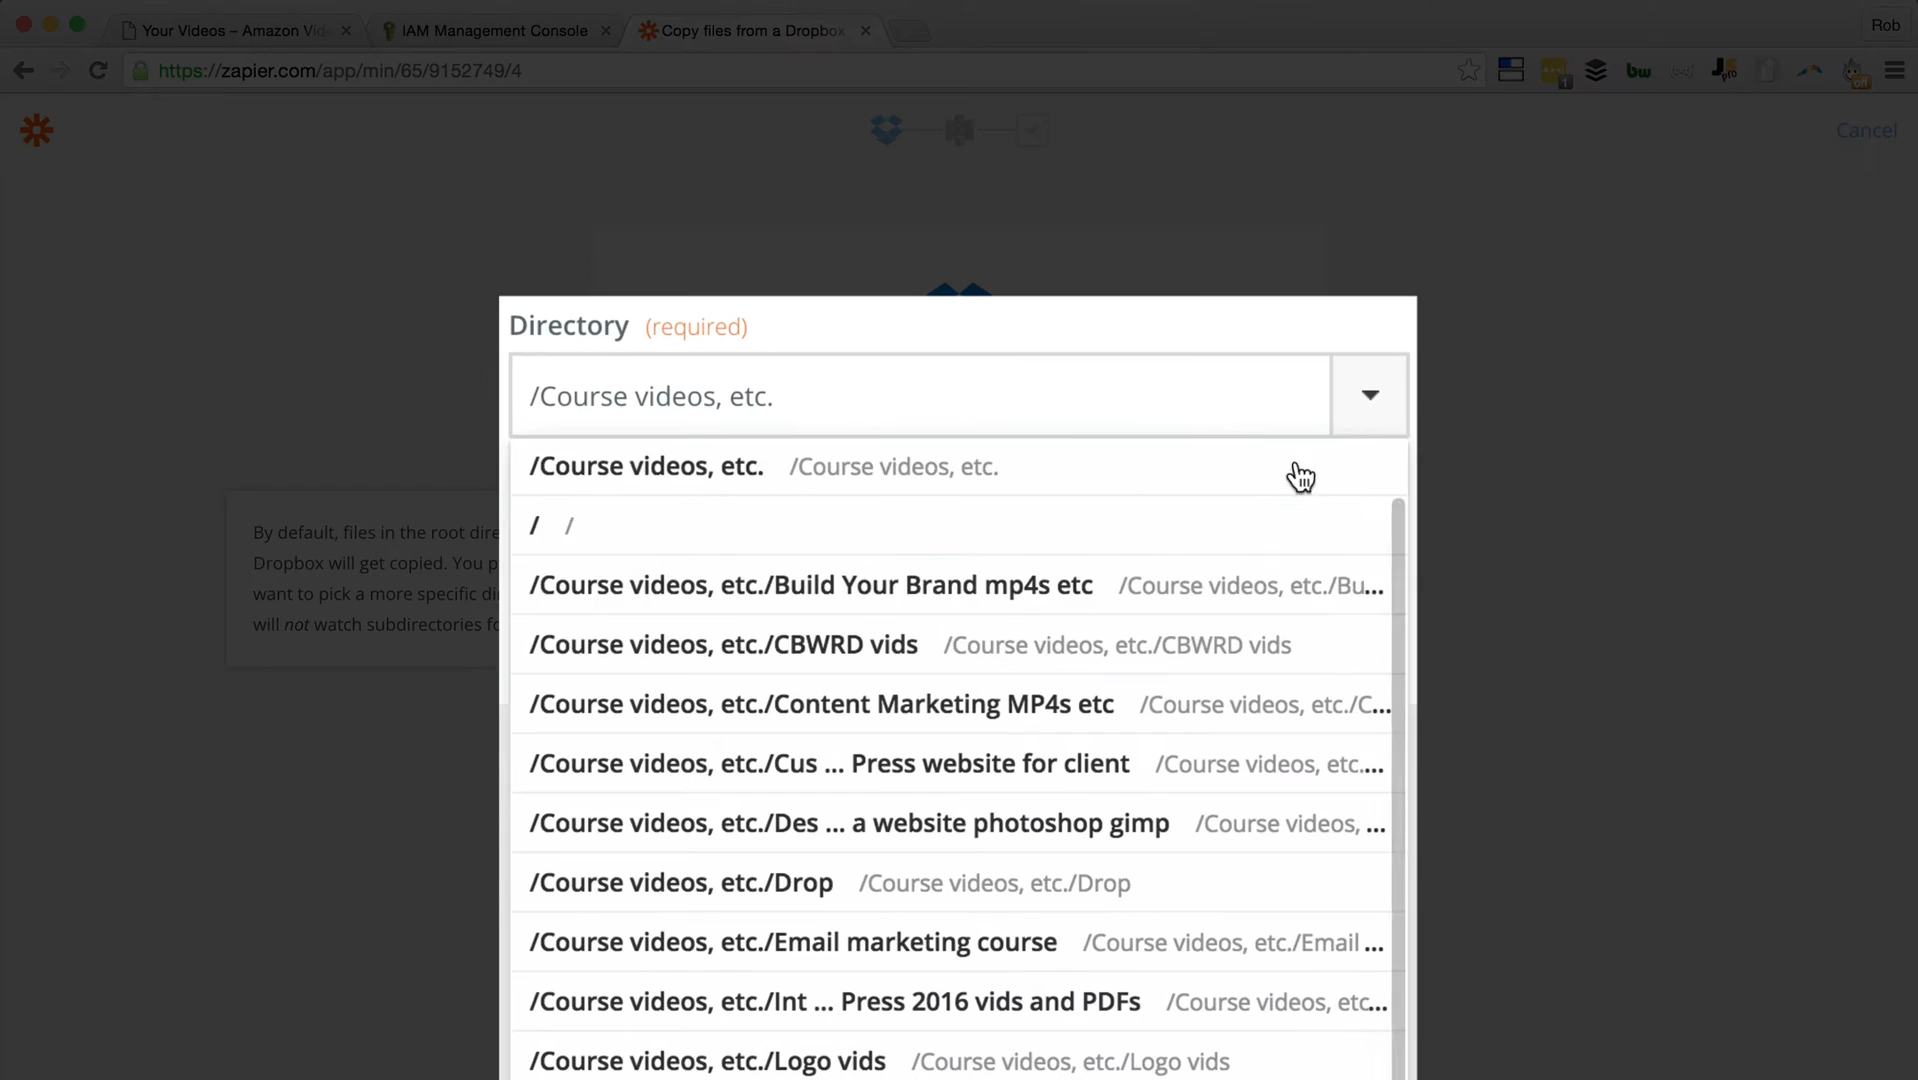 Your Videos – Amazon Vid
IAM Management Console
Copy files from a Dropbox
Rob
https://zapier.com/app/min/65/9152749/4
1
bw
pro
off
Cancel
Directory (required)
/Course videos, etc.
/Course videos, etc. /Course videos, etc.
/ /
By default, files in the root dire
Dropbox will get copied. You p
want to pick a more specific di
will not watch subdirectories fo
/Course videos, etc./Build Your Brand mp4s etc /Course videos, etc./Bu...
/Course videos, etc./CBWRD vids /Course videos, etc./CBWRD vids
/Course videos, etc./Content Marketing MP4s etc /Course videos, etc./C...
/Course videos, etc./Cus ... Press website for client /Course videos, etc....
/Course videos, etc./Des ... a website photoshop gimp /Course videos, ...
/Course videos, etc./Drop /Course videos, etc./Drop
/Course videos, etc./Email marketing course /Course videos, etc./Email ...
/Course videos, etc./Int ... Press 2016 vids and PDFs /Course videos, etc...
/Course videos, etc./Logo vids /Course videos, etc./Logo vids